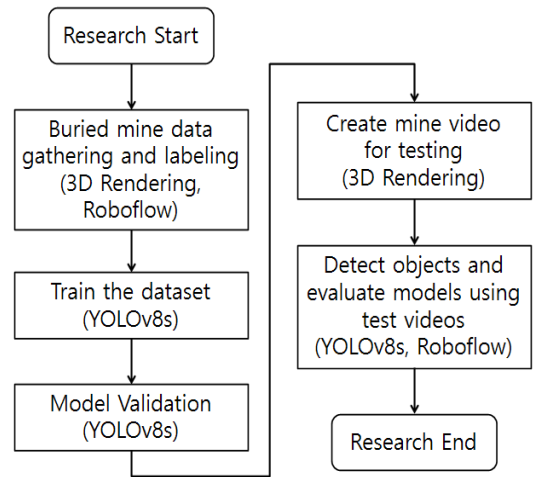 Research Start
Buried mine data
gathering and labeling
(3D Rendering,
Roboflow)
Train the dataset
(YOLOv8s)
Model Validation
(YOLOv8s)
Create mine video
for testing
(3D Rendering)
Detect objects and
evaluate models using
test videos
(YOLOv8s, Roboflow)
Research End